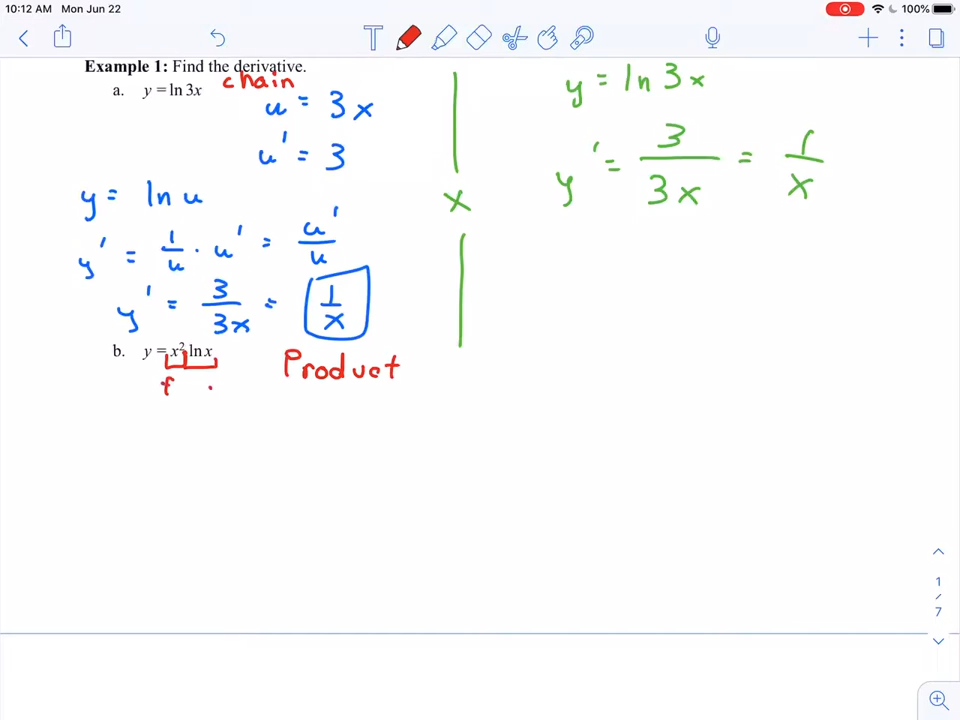 10:12 AM Mon Jun 22
100%
Example 1: Find the derivative.
chain
a. y = ln 3x
u = 3x
u' = 3
y = ln u
y' = 1/u · u' = u'/u
y' = 3/3x = 1/x
x
y = ln 3x
y' = 3/3x = 1/x
b. y = x² ln x
Product
f
1
/
7